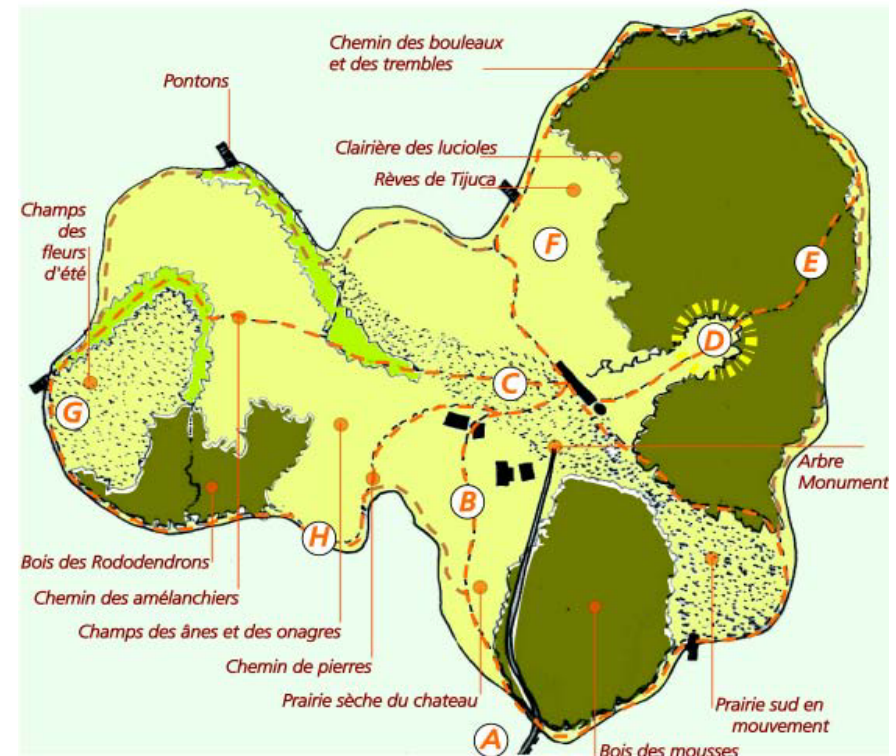 Chemin des bouleaux
et des trembles
Pontons
Clairière des lucioles
Rèves de Tijuca
Champs
des
fleurs
d'été
F
E
D
C
G
B
H
A
Arbre
Monument
Bois des Rododendrons
Chemin des amélanchiers
Champs des ânes et des onagres
Chemin de pierres
Prairie sèche du chateau
Prairie sud en
mouvement
Bois des mousses